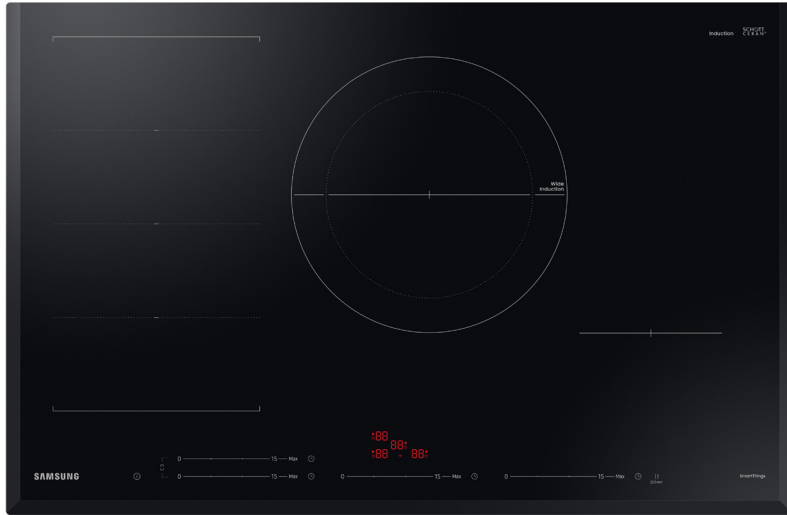 Induction
SCHOTT
CERAN®
Wide
Induction
88
88
88 88
0 15 Max
SAMSUNG
0 15 Max
0 15 Max
0 15 Max
SmartThings